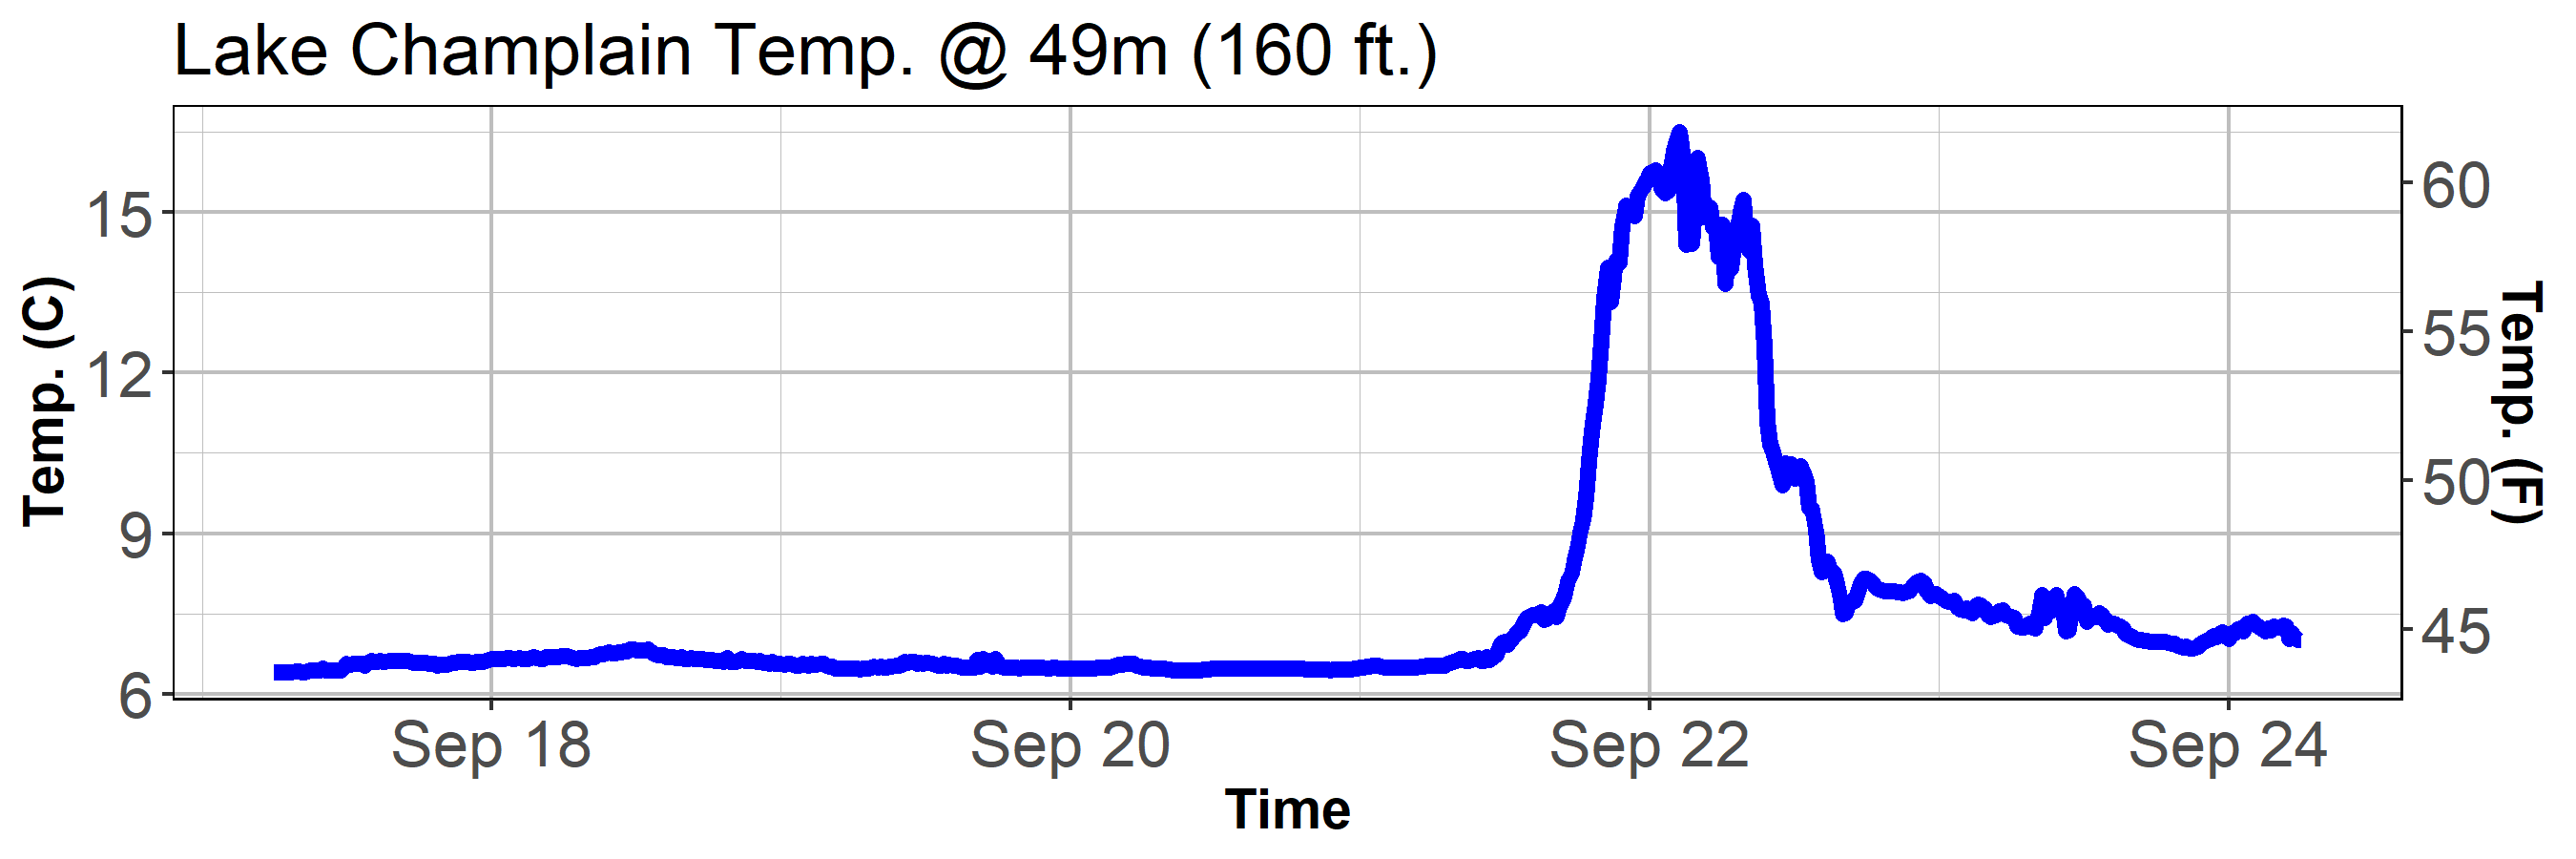 Lake Champlain Temp. @ 49m (160 ft.)
Temp. (C)
15
12
9
6
60
55
50
45
Temp. (F)
Sep 18
Sep 20
Sep 22
Sep 24
Time